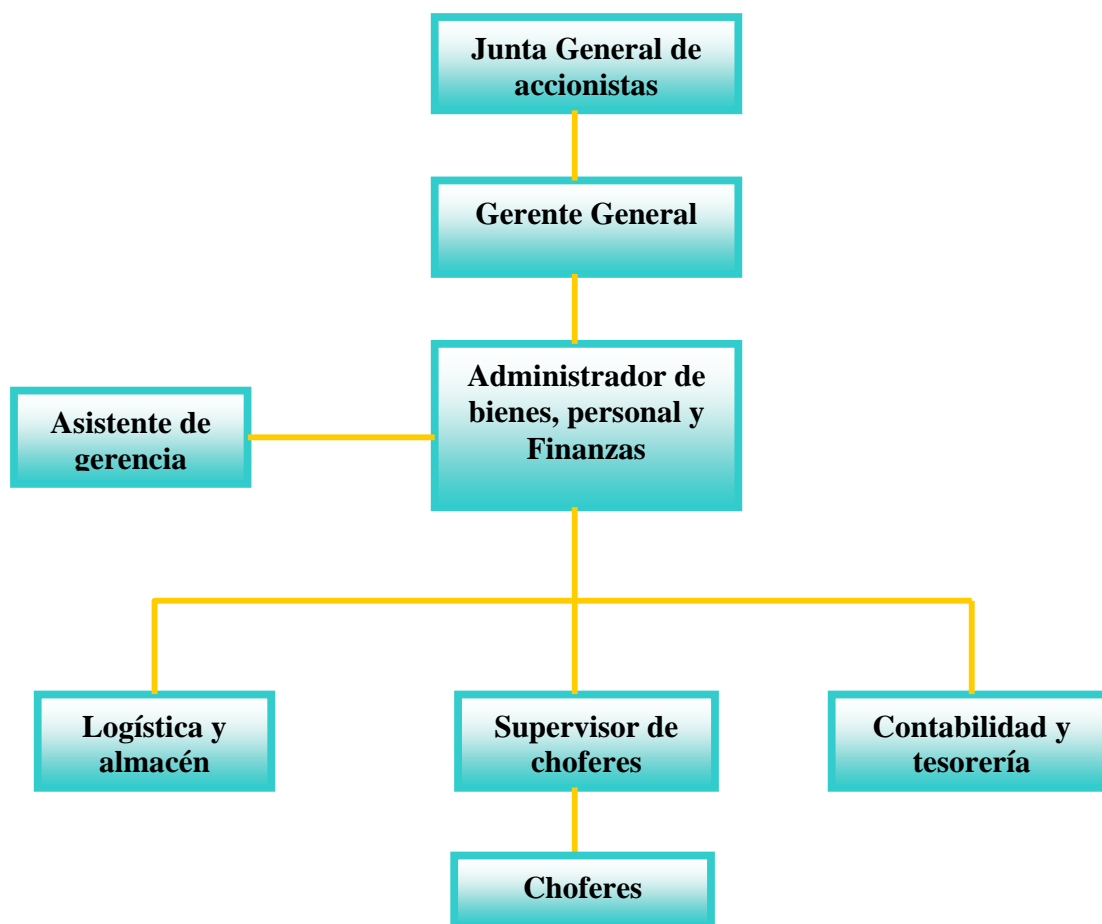 Junta General de
accionistas
Gerente General
Administrador de
bienes, personal y
Finanzas
Asistente de
gerencia
Logística y
almacén
Supervisor de
choferes
Contabilidad y
tesorería
Choferes